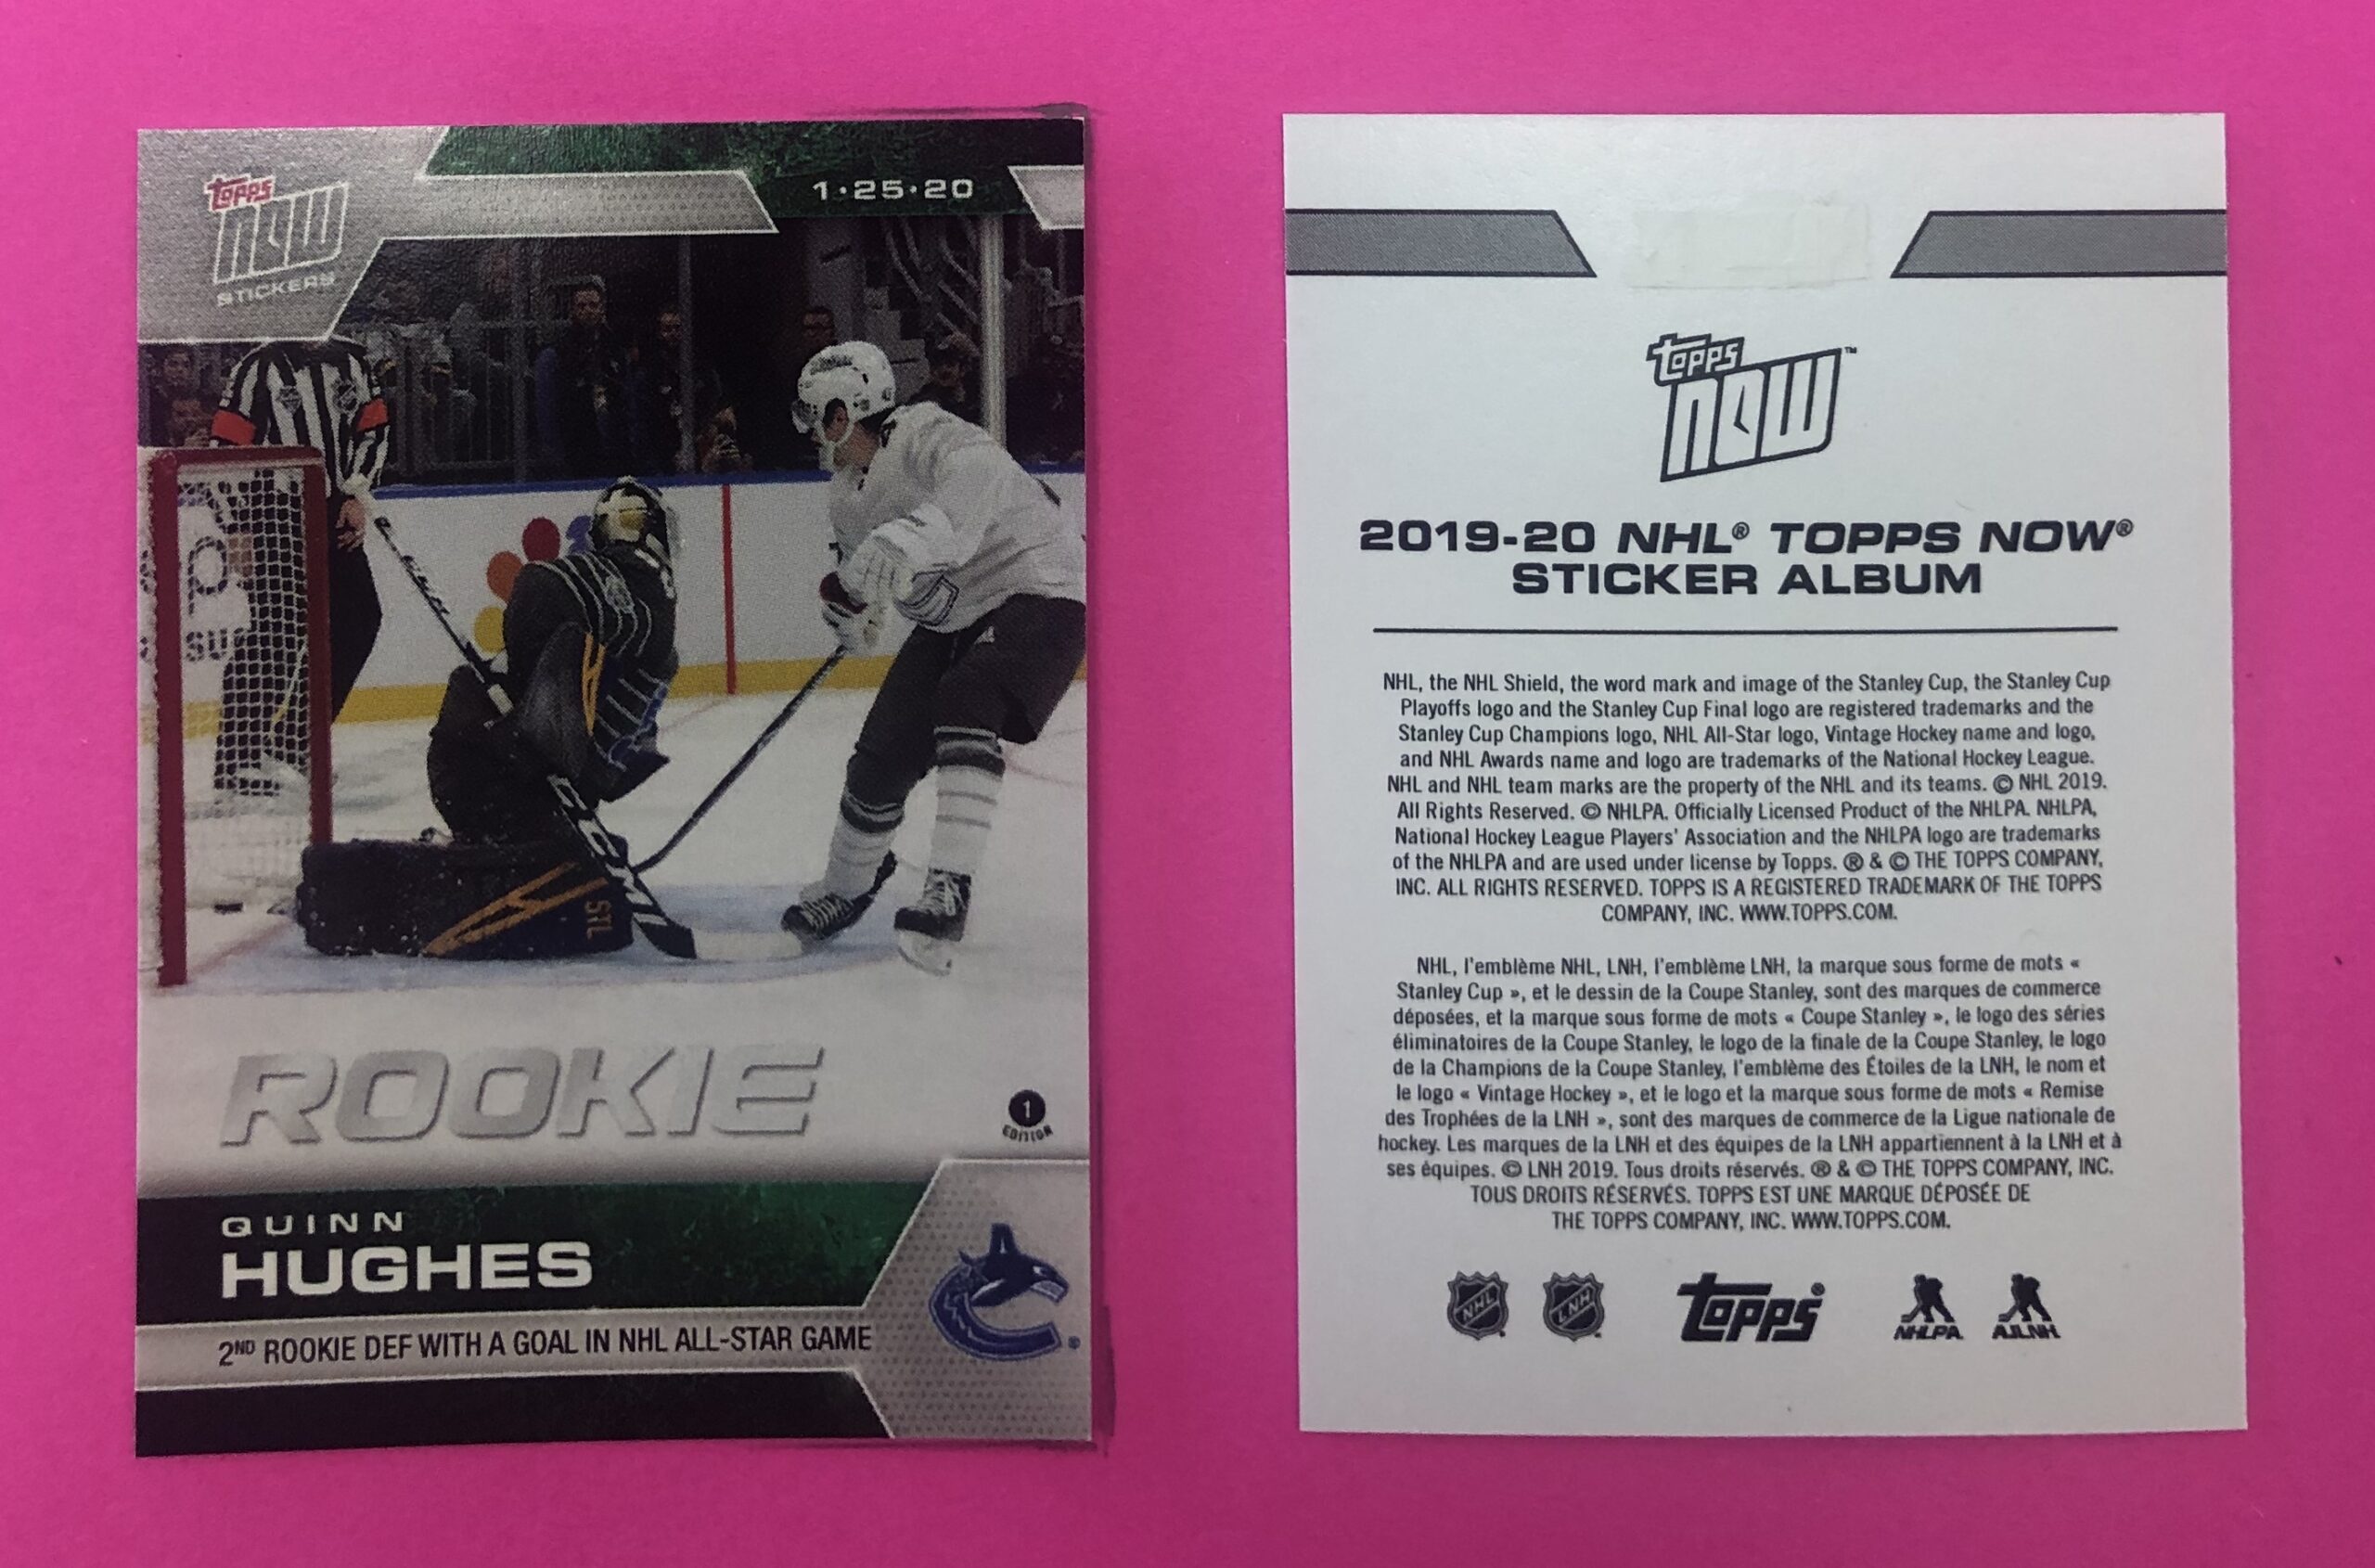 TOPPS
NOW
STICKERS
1•25•20
CCM
CCM
STL
p
su
ROOKIE
1
EDITION
QUINN
HUGHES
2ND ROOKIE DEF WITH A GOAL IN NHL ALL-STAR GAME
®
TOPPS
NOW™
2019-20 NHL® TOPPS NOW®
STICKER ALBUM
NHL, the NHL Shield, the word mark and image of the Stanley Cup, the Stanley Cup
Playoffs logo and the Stanley Cup Final logo are registered trademarks and the
Stanley Cup Champions logo, NHL All-Star logo, Vintage Hockey name and logo,
and NHL Awards name and logo are trademarks of the National Hockey League.
NHL and NHL team marks are the property of the NHL and its teams. © NHL 2019.
All Rights Reserved. © NHLPA. Officially Licensed Product of the NHLPA. NHLPA,
National Hockey League Players' Association and the NHLPA logo are trademarks
of the NHLPA and are used under license by Topps. ® & © THE TOPPS COMPANY,
INC. ALL RIGHTS RESERVED. TOPPS IS A REGISTERED TRADEMARK OF THE TOPPS
COMPANY, INC. WWW.TOPPS.COM.
NHL, l'emblème NHL, LNH, l'emblème LNH, la marque sous forme de mots «
Stanley Cup », et le dessin de la Coupe Stanley, sont des marques de commerce
déposées, et la marque sous forme de mots « Coupe Stanley », le logo des séries
éliminatoires de la Coupe Stanley, le logo de la finale de la Coupe Stanley, le logo
de la Champions de la Coupe Stanley, l'emblème des Étoiles de la LNH, le nom et
le logo « Vintage Hockey », et le logo et la marque sous forme de mots « Remise
des Trophées de la LNH », sont des marques de commerce de la Ligue nationale de
hockey. Les marques de la LNH et des équipes de la LNH appartiennent à la LNH et à
ses équipes. © LNH 2019. Tous droits réservés. ® & © THE TOPPS COMPANY, INC.
TOUS DROITS RÉSERVÉS. TOPPS EST UNE MARQUE DÉPOSÉE DE
THE TOPPS COMPANY, INC. WWW.TOPPS.COM.
NHL LNH Topps® NHLPA AJLNH